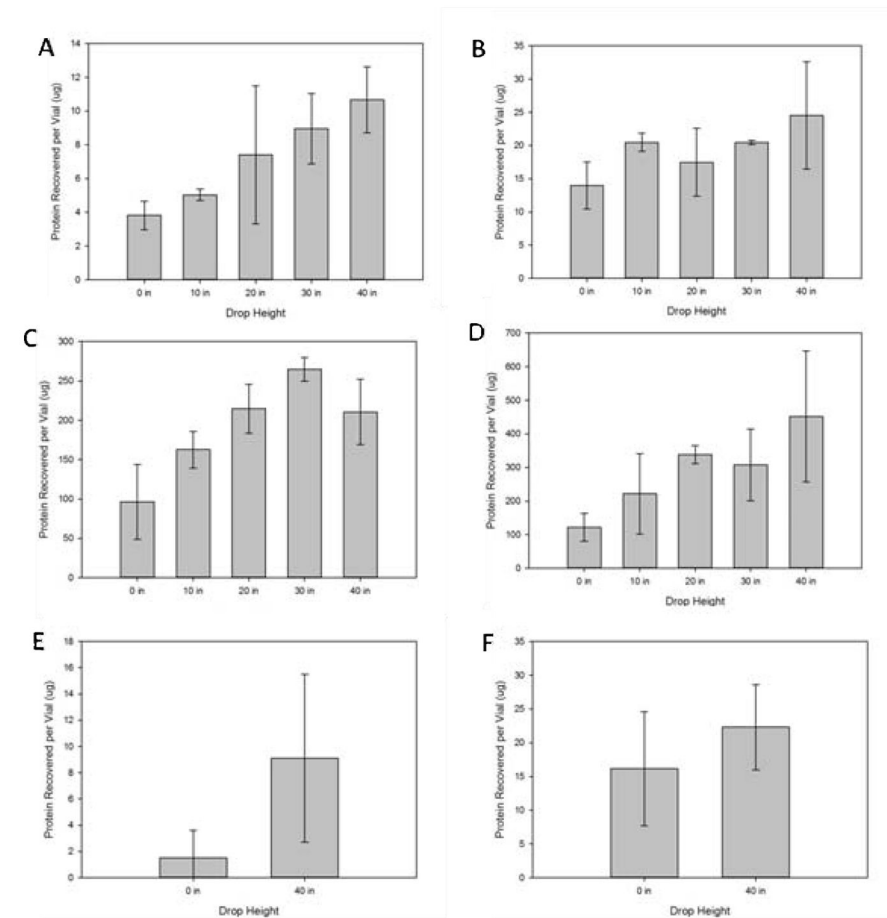 A
Protein Recovered per Vial (ug)
14
12
10
8
6
4
2
0
0 in 10 in 20 in 30 in 40 in
Drop Height
B
Protein Recovered per Vial (ug)
35
30
25
20
15
10
5
0
0 in 10 in 20 in 30 in 40 in
Drop Height
C
Protein Recovered per Vial (ug)
300
250
200
150
100
50
0
0 in 10 in 20 in 30 in 40 in
D
Protein Recovered per Vial (ug)
700
600
500
400
300
200
100
0
0 in 10 in 20 in 30 in 40 in
Drop Height
E
Protein Recovered per Vial (ug)
18
16
14
12
10
8
6
4
2
0
0 in 40 in
Drop Height
F
Protein Recovered per Vial (ug)
35
30
25
20
15
10
5
0
0 in 40 in
Drop Height